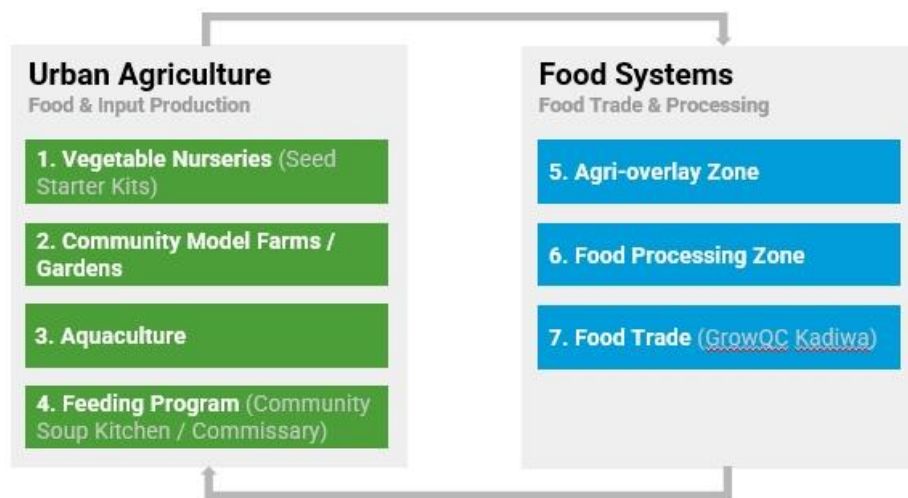 Urban Agriculture
Food & Input Production
1. Vegetable Nurseries (Seed
Starter Kits)
2. Community Model Farms /
Gardens
3. Aquaculture
4. Feeding Program (Community
Soup Kitchen / Commissary)
Food Systems
Food Trade & Processing
5. Agri-overlay Zone
6. Food Processing Zone
7. Food Trade (GrowQC Kadiwa)